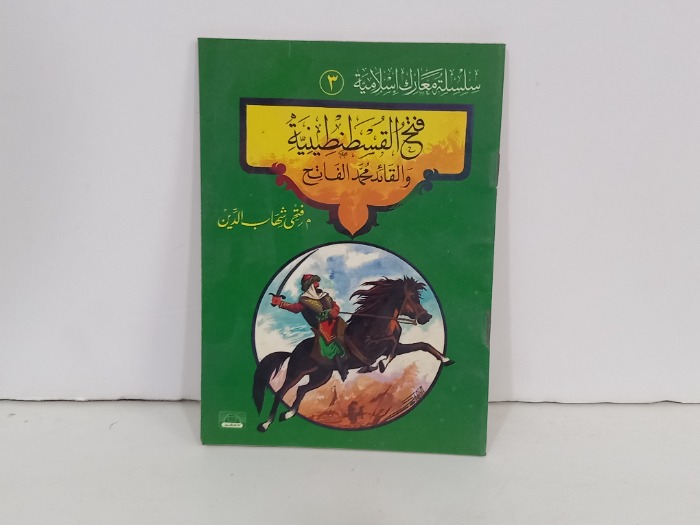 سلسلة معارك إسلامية ٣
فتح القسطنطينية
والقائد محمد الفاتح
م فتحي شهاب الدين